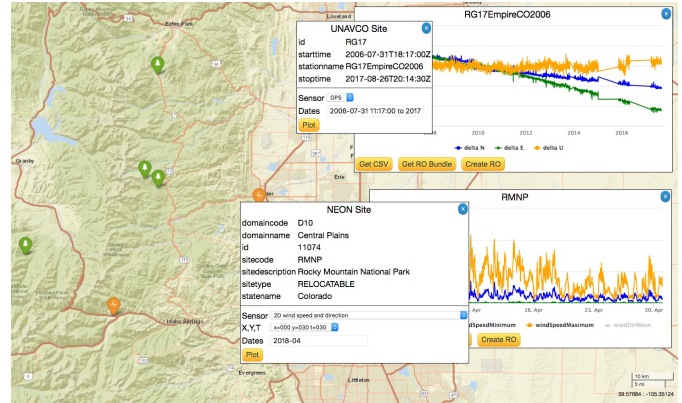 Loveland
Estes Park
UNAVCO Site
x
id RG17
starttime 2006-07-31T18:17:00Z
stationname RG17EmpireCO2006
stoptime 2017-08-26T20:14:30Z
Sensor GPS
Dates 2006-07-31 11:17:00 to 2017
Plot
RG17EmpireCO2006
x
2010 2012 2014 2016
delta N delta E delta U
Get CSV Get RO Bundle Create RO
Granby
Erie
NEON Site
x
domaincode D10
domainname Central Plains
id 11074
sitecode RMNP
sitedescription Rocky Mountain National Park
sitetype RELOCATABLE
statename Colorado
Sensor 2D wind speed and direction
X,Y,T x=000 y=030 t=030
Dates 2018-04
Plot
RMNP
x
Apr 16. Apr 23. Apr 30. Apr
dSpeedMinimum windSpeedMaximum windDirMean
Create RO
Idaho Springs
Evergreen
Littleton
10 km
5 mi
39.57684 : -105.35124